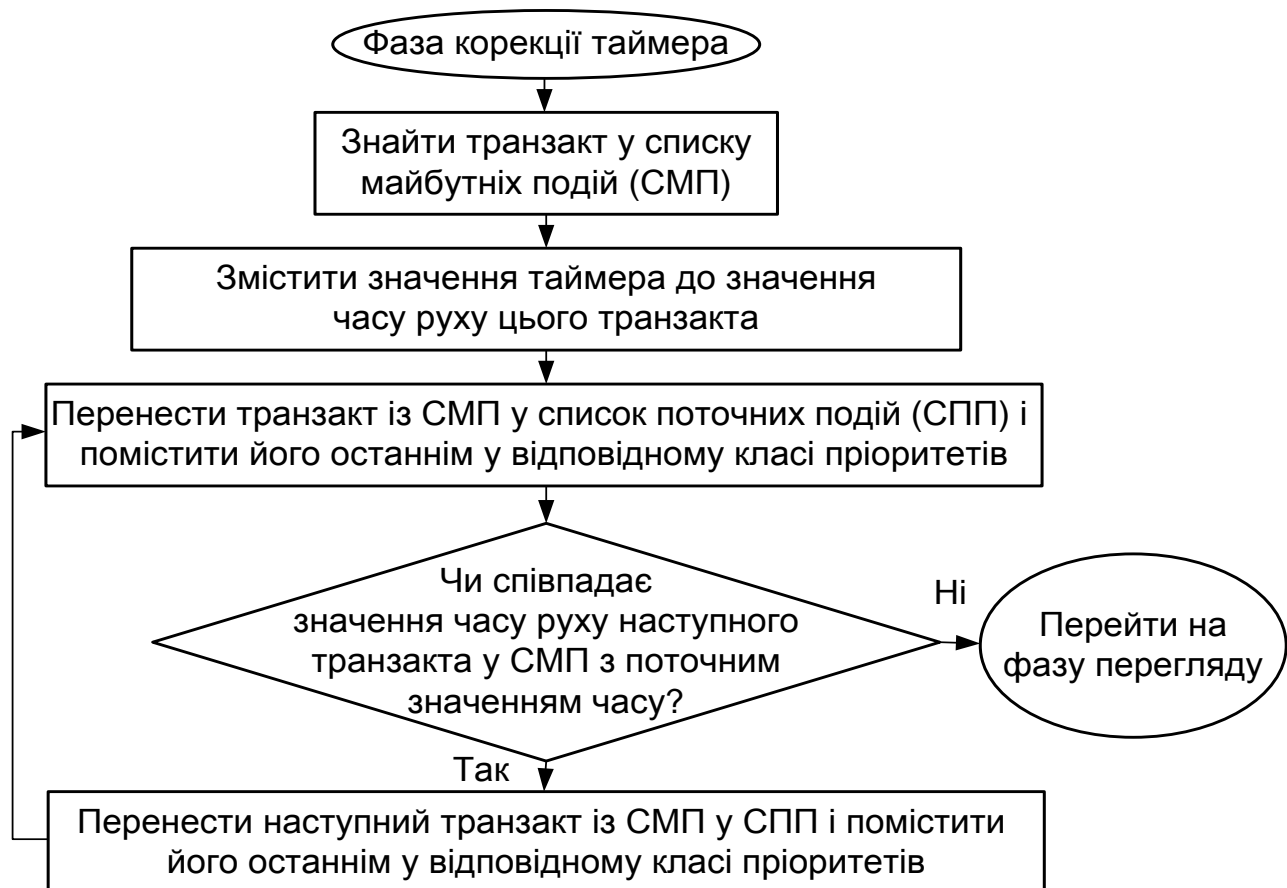 Фаза корекції таймера
Знайти транзакт у списку
майбутніх подій (СМП)
Змістити значення таймера до значення
часу руху цього транзакта
Перенести транзакт із СМП у список поточних подій (СПП) і
помістити його останнім у відповідному класі пріоритетів
Чи співпадає
значення часу руху наступного
транзакта у СМП з поточним
значенням часу?
Ні
Перейти на
фазу перегляду
Так
Перенести наступний транзакт із СМП у СПП і помістити
його останнім у відповідному класі пріоритетів